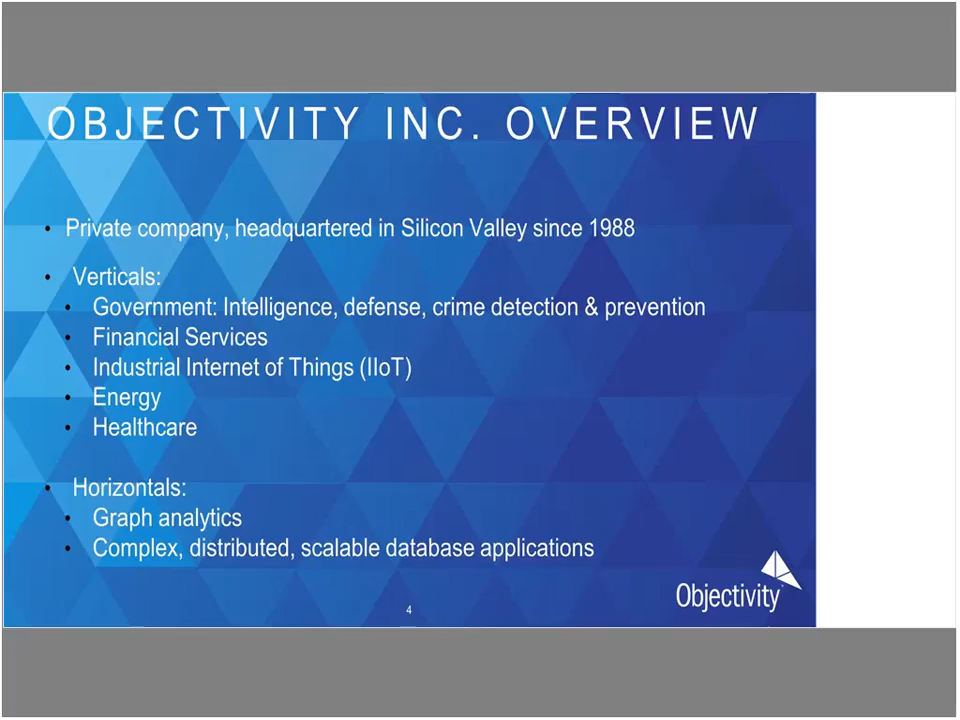 OBJECTIVITY INC. OVERVIEW
• Private company, headquartered in Silicon Valley since 1988
• Verticals:
• Government: Intelligence, defense, crime detection & prevention
• Financial Services
• Industrial Internet of Things (IIoT)
• Energy
• Healthcare
• Horizontals:
• Graph analytics
• Complex, distributed, scalable database applications
Objectivity
4